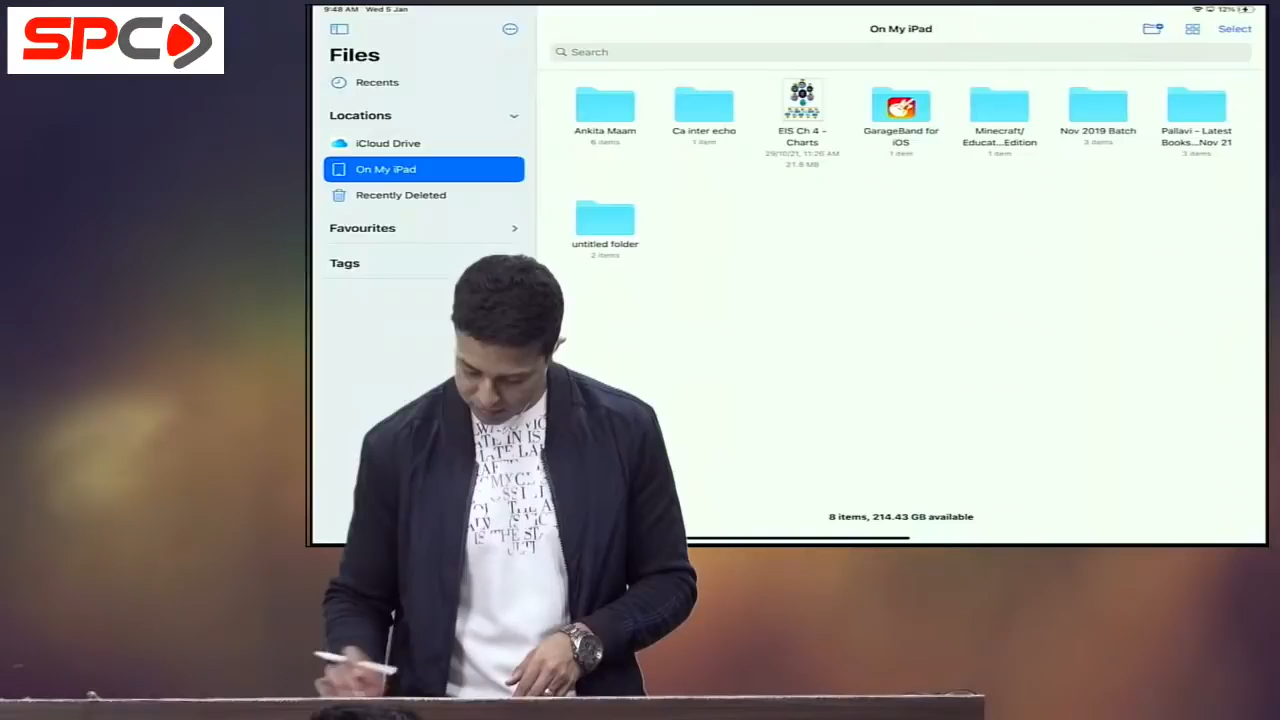 SPC
9:48 AM Wed 5 Jan
12%
Files
Recents
Locations
iCloud Drive
On My iPad
Recently Deleted
Favourites
Tags
On My iPad
Select
Search
Ankita Maam
6 items
Ca inter echo
1 item
EIS Ch 4 -
Charts
29/10/21, 11:26 AM
21.8 MB
GarageBand for
iOS
1 item
Minecraft/
Educat...Edition
1 item
Nov 2019 Batch
3 items
Pallavi - Latest
Books...Nov 21
3 items
untitled folder
2 items
8 items, 214.43 GB available